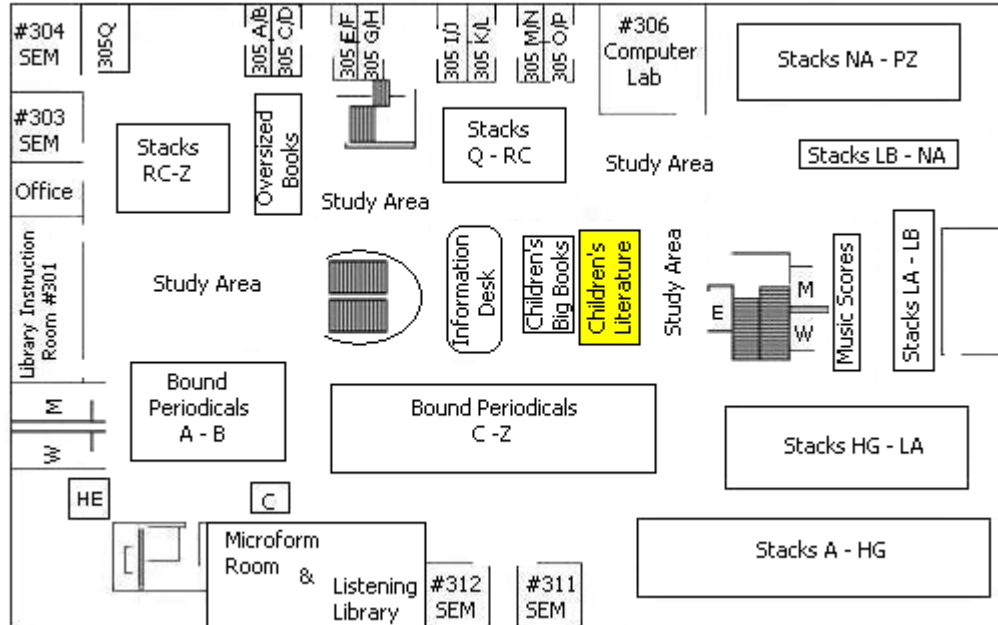 #304
SEM
305Q
305 A/B
305 C/D
305 E/F
305 G/H
305 I/J
305 K/L
305 M/N
305 O/P
#306
Computer
Lab
Stacks NA - PZ
#303
SEM
Stacks
RC-Z
Oversized
Books
Stacks
Q - RC
Study Area
Stacks LB - NA
Office
Study Area
Library Instruction
Room #301
Study Area
Information
Desk
Children's
Big Books
Children's
Literature
Study Area
E
M
W
Music Scores
Stacks LA - LB
M
W
Bound
Periodicals
A - B
Bound Periodicals
C -Z
Stacks HG - LA
HE
C
Microform
Room
&
Listening
Library
#312
SEM
#311
SEM
Stacks A - HG